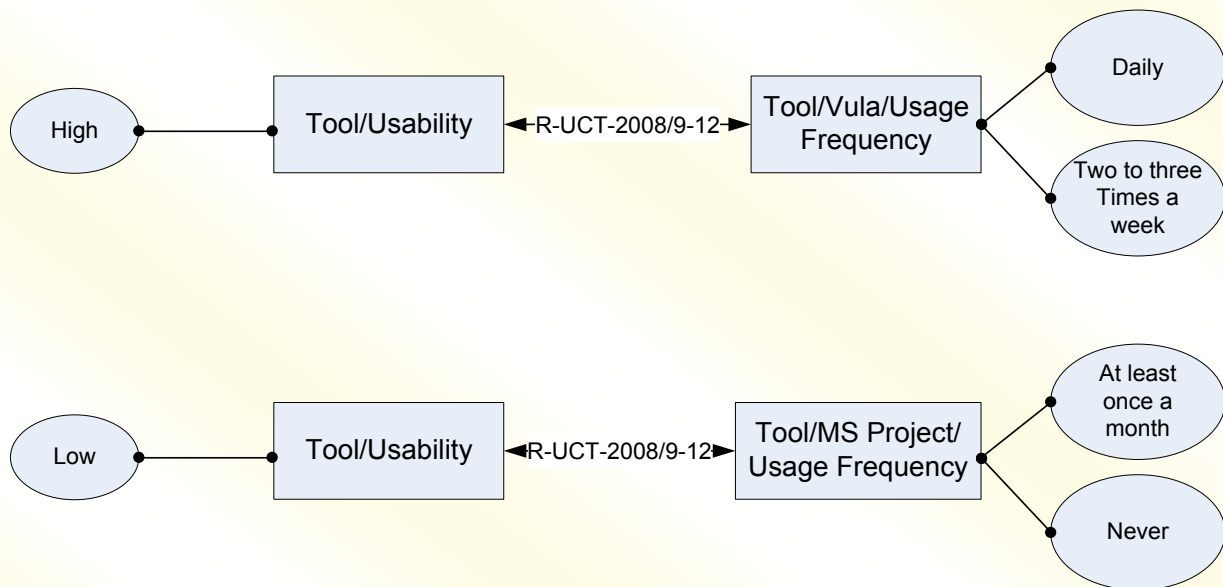 High
Tool/Usability
R-UCT-2008/9-12
Tool/Vula/Usage
Frequency
Daily
Two to three
Times a
week
Low
Tool/Usability
R-UCT-2008/9-12
Tool/MS Project/
Usage Frequency
At least
once a
month
Never